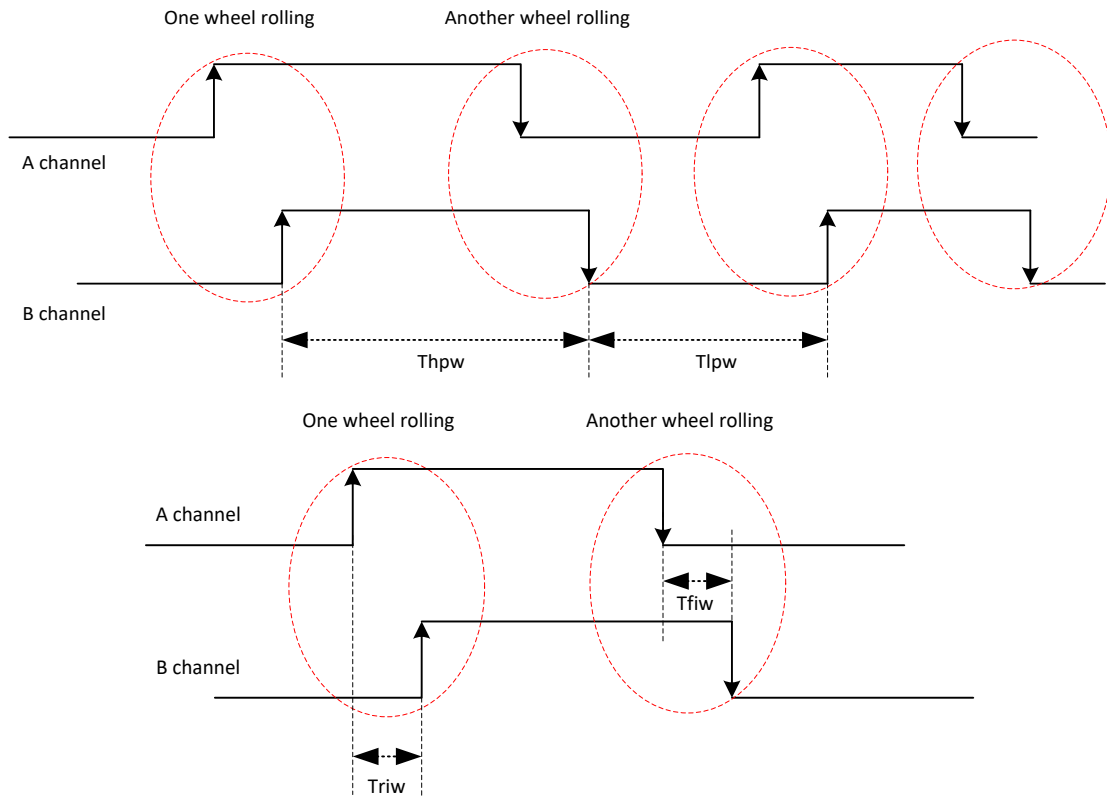 One wheel rolling
Another wheel rolling
A channel
B channel
Thpw
Tlpw
One wheel rolling
Another wheel rolling
A channel
Tfiw
B channel
Triw